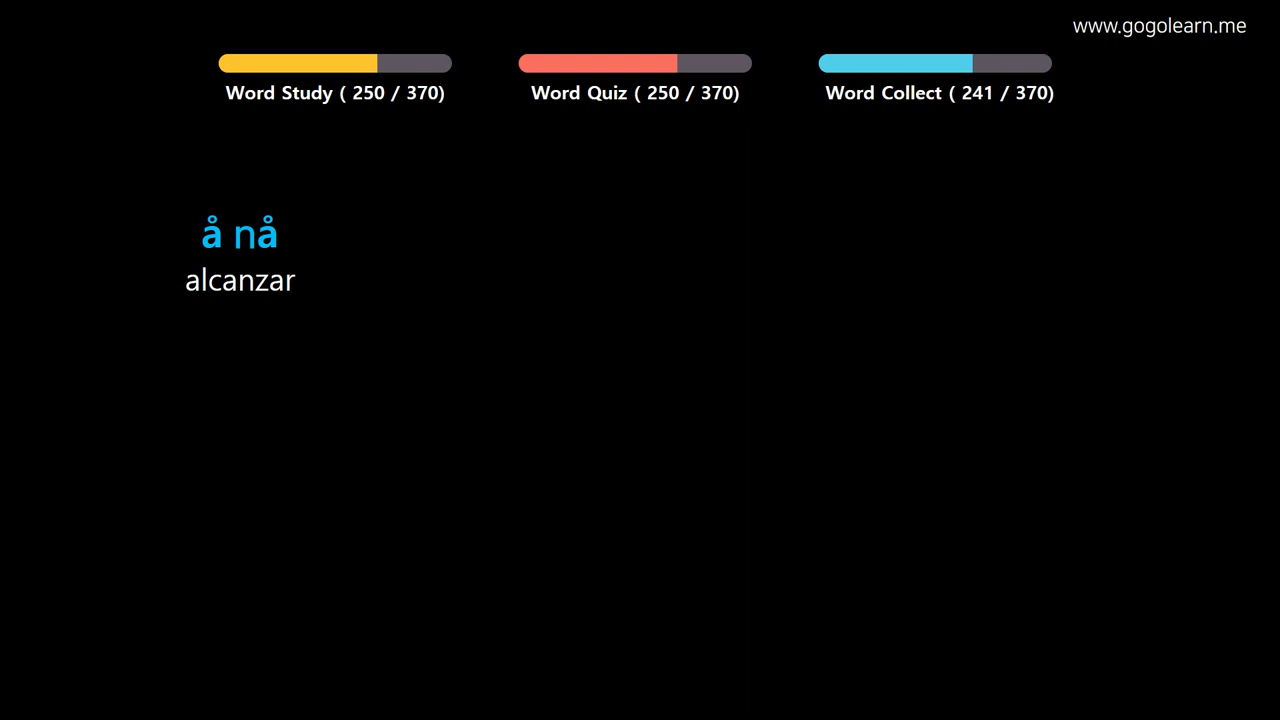 www.gogolearn.me
Word Study ( 250 / 370)
Word Quiz ( 250 / 370)
Word Collect ( 241 / 370)
å nå
alcanzar